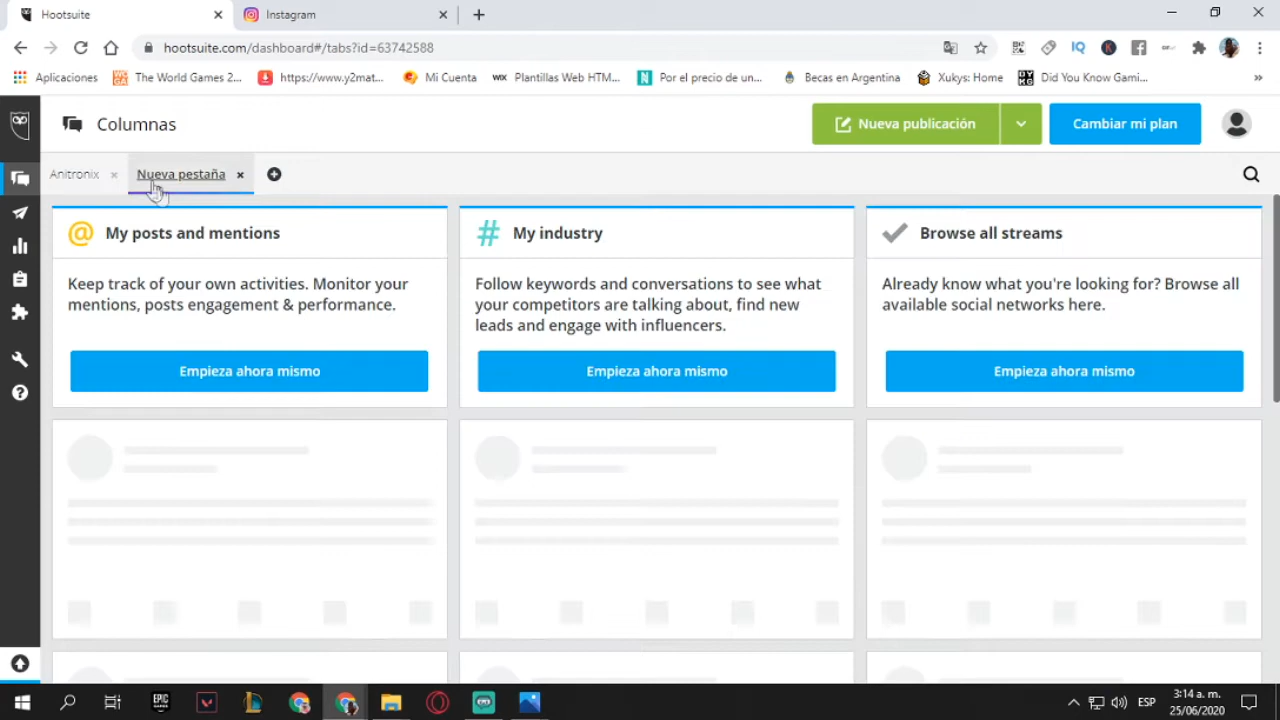 Hootsuite
Instagram
hootsuite.com/dashboard#/tabs?id=63742588
Aplicaciones
The World Games 2...
https://www.y2mat...
Mi Cuenta
WIX Plantillas Web HTM...
Por el precio de un...
Becas en Argentina
Xukys: Home
Did You Know Gami...
Columnas
Nueva publicación
Cambiar mi plan
Anitronix
Nueva pestaña
My posts and mentions
Keep track of your own activities. Monitor your
mentions, posts engagement & performance.
Empieza ahora mismo
My industry
Follow keywords and conversations to see what
your competitors are talking about, find new
leads and engage with influencers.
Empieza ahora mismo
Browse all streams
Already know what you're looking for? Browse all
available social networks here.
Empieza ahora mismo
ESP
3:14 a. m.
25/06/2020